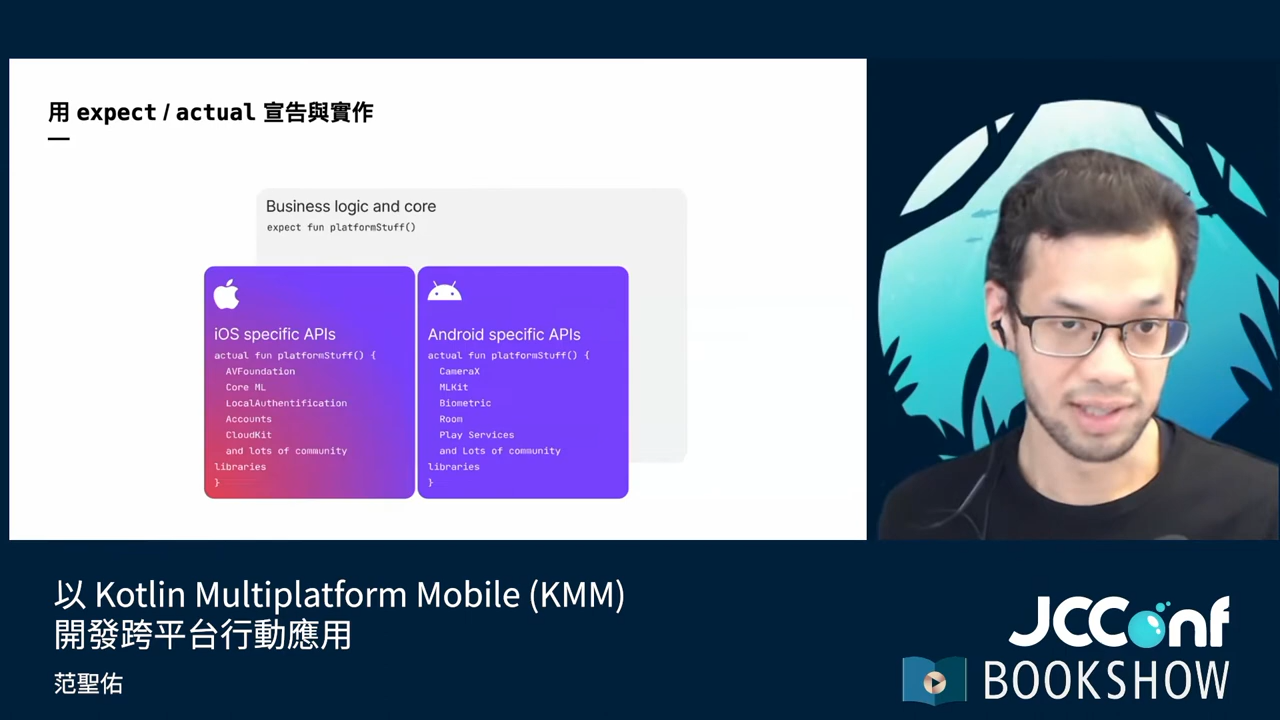 用 expect / actual 宣告與實作
Business logic and core
expect fun platformStuff()
iOS specific APIs
actual fun platformStuff() {
AVFoundation
Core ML
LocalAuthentification
Accounts
CloudKit
and lots of community
libraries
}
Android specific APIs
actual fun platformStuff() {
CameraX
MLKit
Biometric
Room
Play Services
and Lots of community
libraries
}
以 Kotlin Multiplatform Mobile (KMM)
開發跨平台行動應用
范聖佑
JCConf
BOOKSHOW